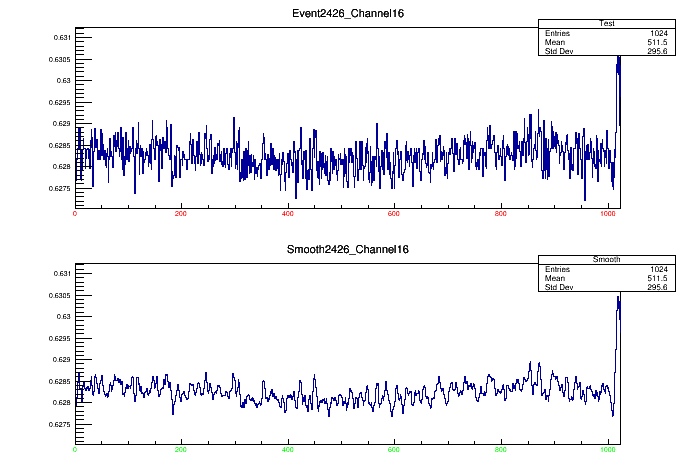 Event2426_Channel16
Test
Entries 1024
Mean 511.5
Std Dev 295.6
0.631
0.6305
0.63
0.6295
0.629
0.6285
0.628
0.6275
0 200 400 600 800 1000
Smooth2426_Channel16
Smooth
Entries 1024
Mean 511.5
Std Dev 295.6
0.631
0.6305
0.63
0.6295
0.629
0.6285
0.628
0.6275
0 200 400 600 800 1000